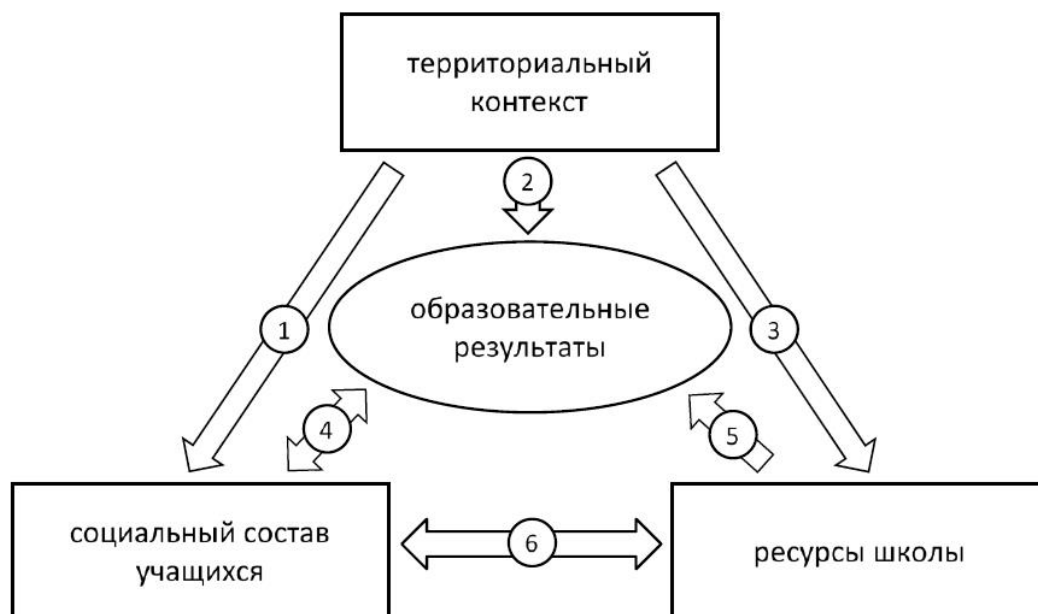 территориальный
контекст
2
образовательные
результаты
1
3
4
5
социальный состав
учащихся
6
ресурсы школы